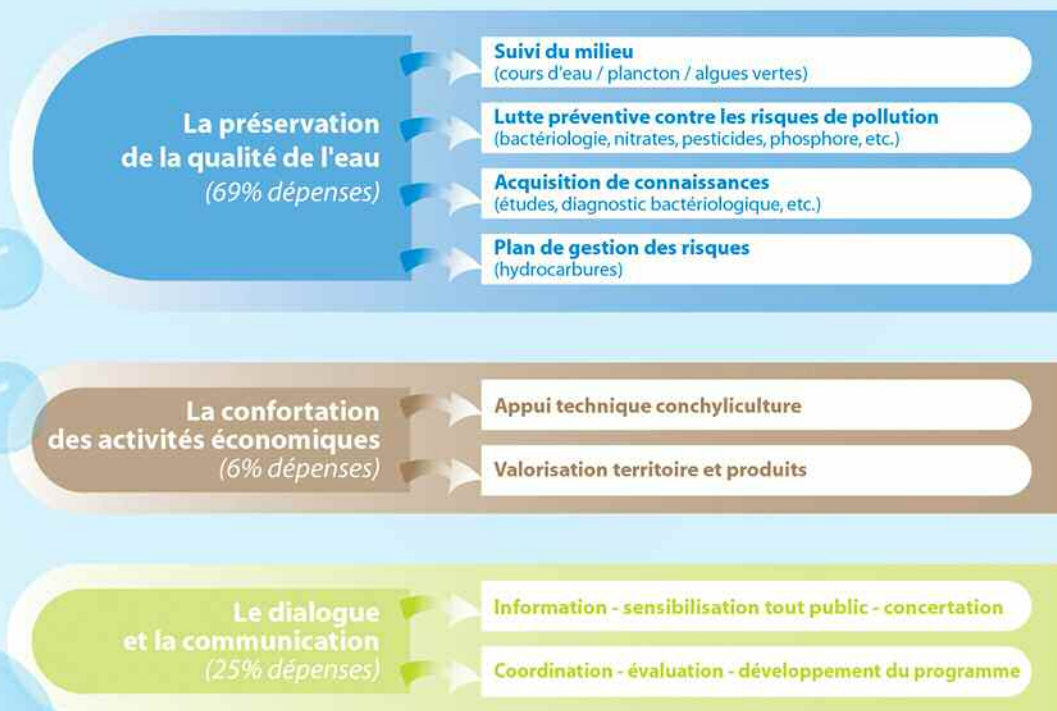 La préservation
de la qualité de l'eau
(69% dépenses)
Suivi du milieu
(cours d'eau / plancton / algues vertes)
Lutte préventive contre les risques de pollution
(bactériologie, nitrates, pesticides, phosphore, etc.)
Acquisition de connaissances
(études, diagnostic bactériologique, etc.)
Plan de gestion des risques
(hydrocarbures)
La confortation
des activités économiques
(6% dépenses)
Appui technique conchyliculture
Valorisation territoire et produits
Le dialogue
et la communication
(25% dépenses)
Information - sensibilisation tout public - concertation
Coordination - évaluation - développement du programme